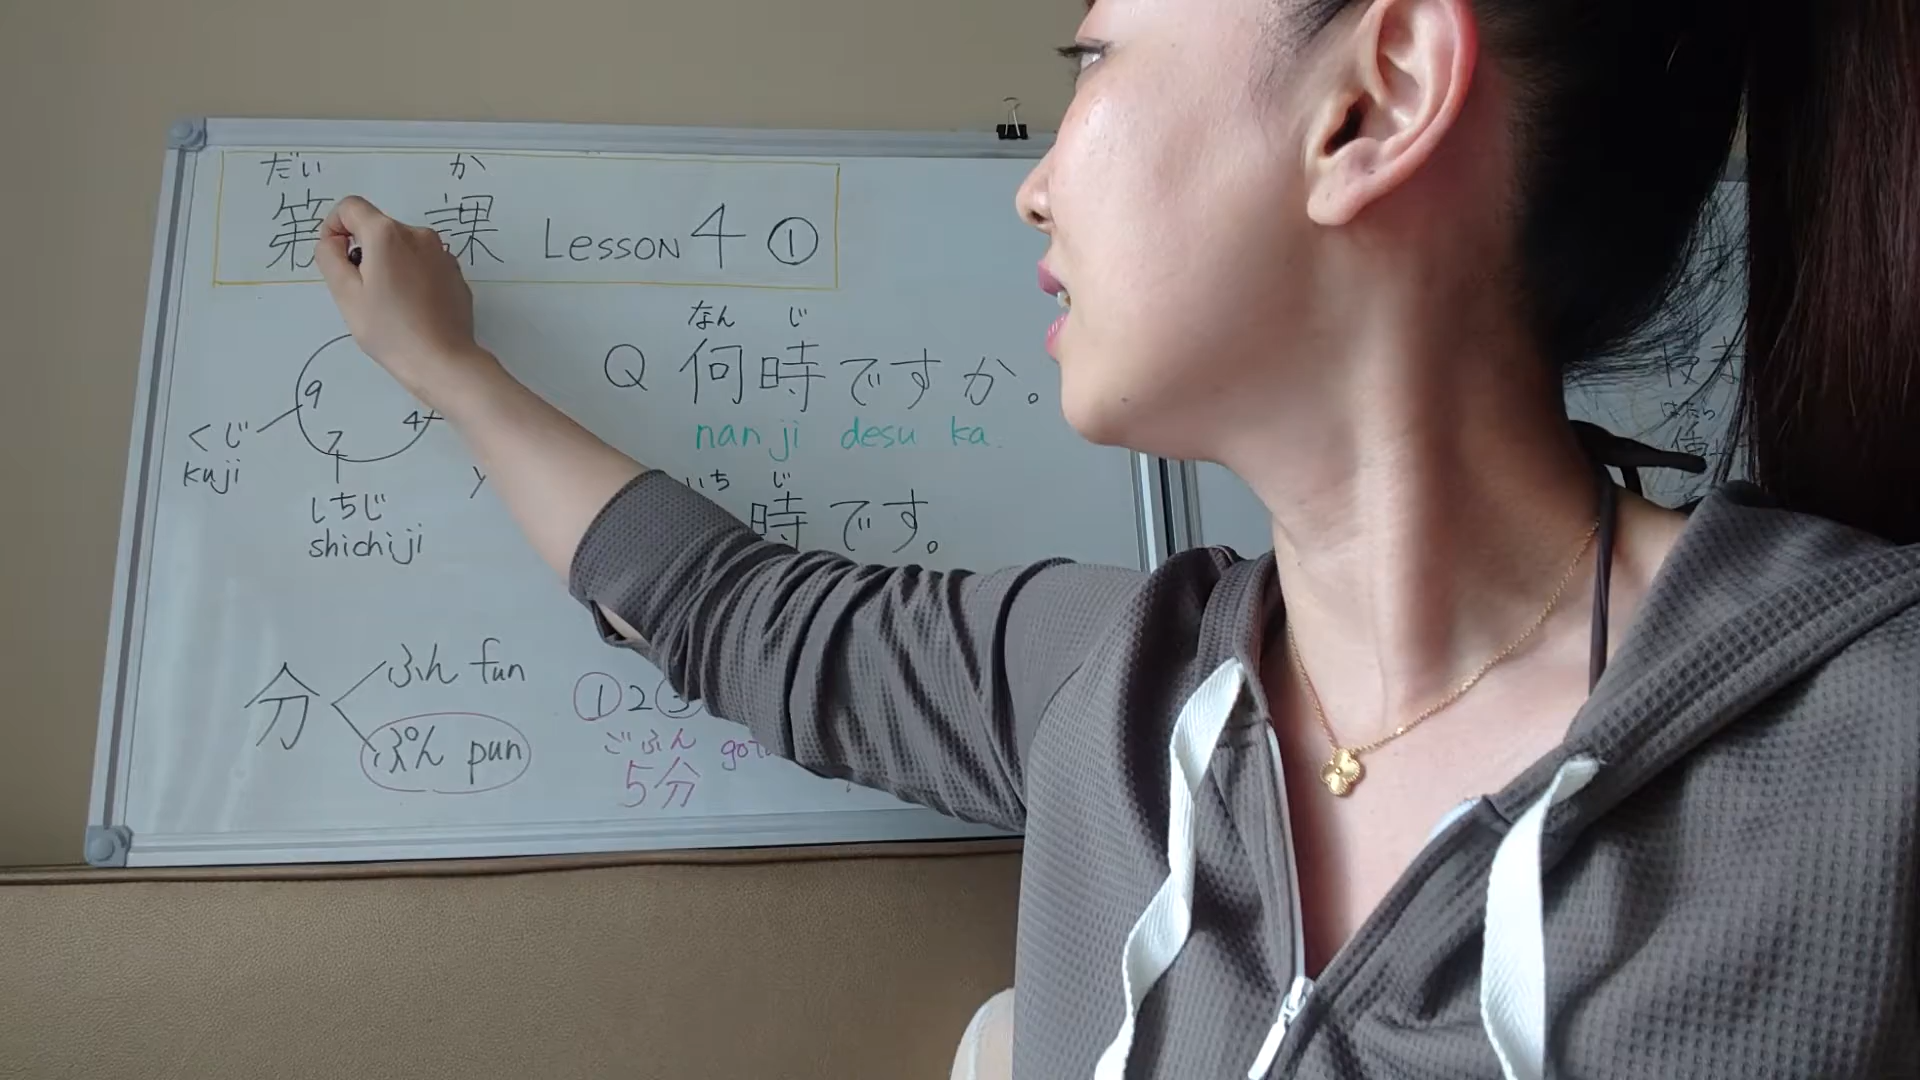 だい か
第 課 Lesson 4 ①
なん じ
Q 何時ですか。
nanji desu ka.
いち じ
時です。
9
4
7
くじ
kuji
しちじ
shichiji
y
分
ふん fun
ぷん pun
① 2 ③
ごふん
5分